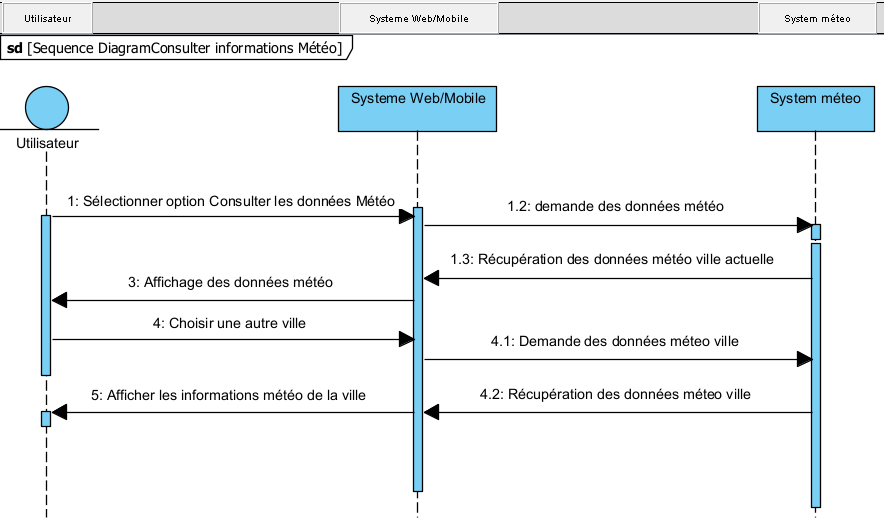 Utilisateur
Systeme Web/Mobile
System méteo
sd [Sequence DiagramConsulter informations Météo]
Systeme Web/Mobile
System méteo
Utilisateur
1: Sélectionner option Consulter les données Météo
1.2: demande des données météo
1.3: Récupération des données météo ville actuelle
3: Affichage des données météo
4: Choisir une autre ville
4.1: Demande des données méteo ville
5: Afficher les informations météo de la ville
4.2: Récupération des données méteo ville